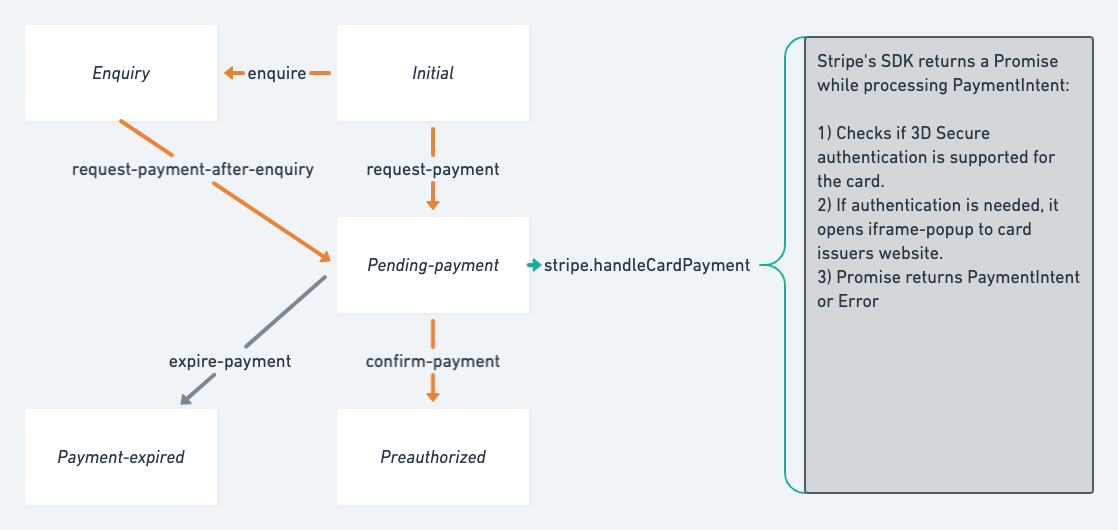 Enquiry
enquire
Initial
request-payment-after-enquiry
request-payment
Pending-payment
stripe.handleCardPayment
expire-payment
confirm-payment
Payment-expired
Preauthorized
Stripe's SDK returns a Promise
while processing PaymentIntent:
1) Checks if 3D Secure
authentication is supported for
the card.
2) If authentication is needed, it
opens iframe-popup to card
issuers website.
3) Promise returns PaymentIntent
or Error